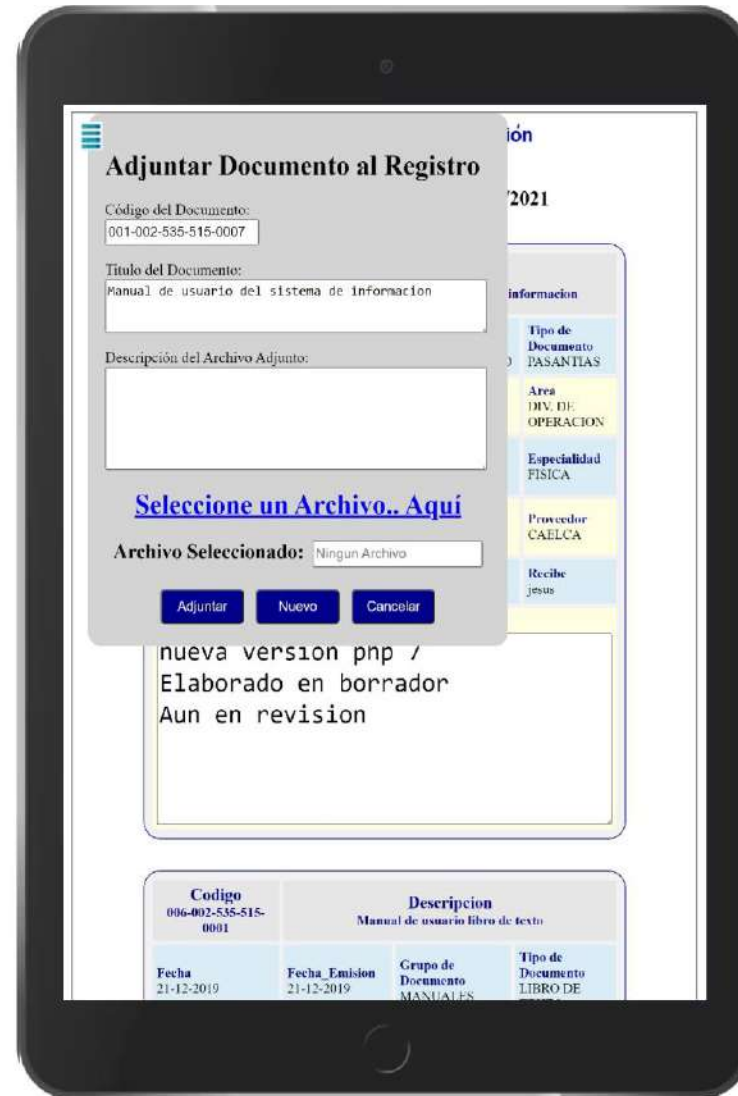 ión
Adjuntar Documento al Registro
/2021
Código del Documento:
001-002-535-515-0007
Titulo del Documento:
Manual de usuario del sistema de informacion
informacion
Descripción del Archivo Adjunto:
Tipo de
Documento
PASANTIAS
Area
DIV. DE
OPERACION
Especialidad
FISICA
Seleccione un Archivo.. Aquí
Proveedor
CAELCA
Archivo Seleccionado: Ningun Archivo
Recibe
jesus
Adjuntar Nuevo Cancelar
nueva version php 7
Elaborado en borrador
Aun en revision
Codigo
006-002-535-515-
0001
Descripcion
Manual de usuario libro de texto
Fecha
21-12-2019
Fecha_Emision
21-12-2019
Grupo de
Documento
MANUALES
Tipo de
Documento
LIBRO DE